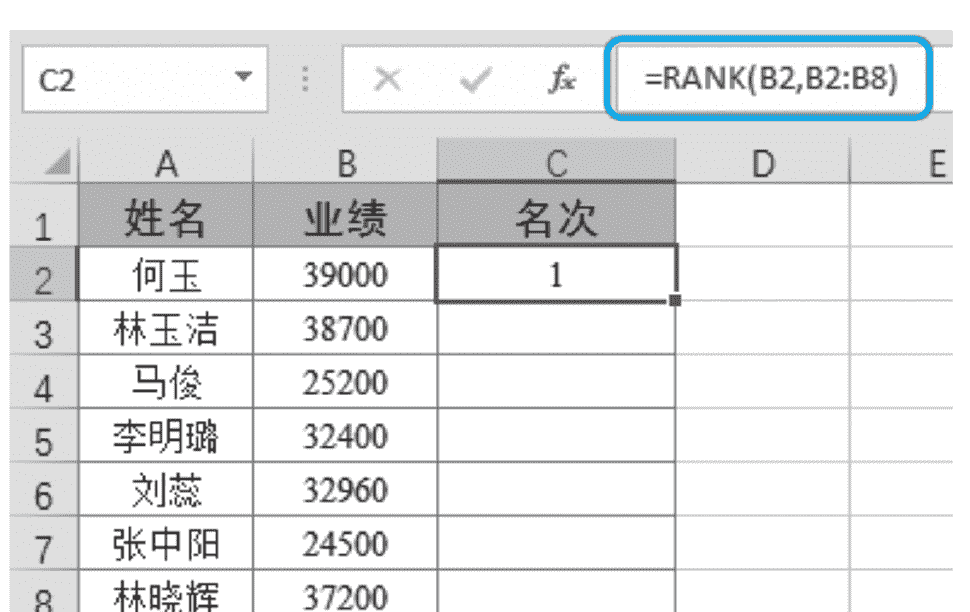 C2 fx =RANK(B2,B2:B8)
A B C D E
1 姓名 业绩 名次
2 何玉 39000 1
3 林玉洁 38700
4 马俊 25200
5 李明璐 32400
6 刘蕊 32960
7 张中阳 24500
8 林晓辉 37200